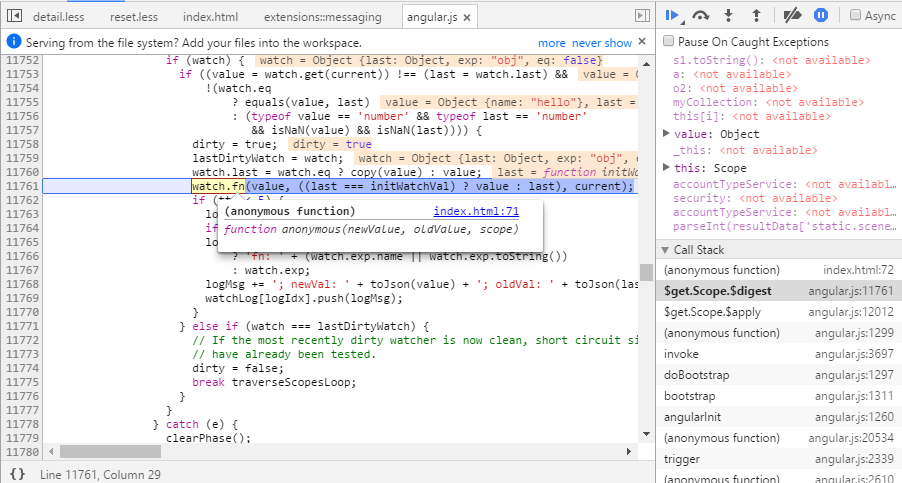 detail.less reset.less index.html extensions::messaging angular.js × Async
Serving from the file system? Add your files into the workspace. more never show ×
Pause On Caught Exceptions
11752 if (watch) { watch = Object {last: Object, exp: "obj", eq: false}
11753 if ((value = watch.get(current)) !== (last = watch.last) && value = O
11754 !(watch.eq
11755 ? equals(value, last) value = Object {name: "hello"}, last =
11756 : (typeof value == 'number' && typeof last == 'number'
11757 && isNaN(value) && isNaN(last)))) {
11758 dirty = true; dirty = true
11759 lastDirtyWatch = watch; watch = Object {last: Object, exp: "obj",
11760 watch.last = watch.eq ? copy(value) : value; last = function initW
11761 watch.fn(value, ((last === initWatchVal) ? value : last), current);
11762 if (tt < 5) {
11763 lo
11764 if
11765 lo
11766 ? 'fn: ' + (watch.exp.name || watch.exp.toString())
11767 : watch.exp;
11768 logMsg += '; newVal: ' + toJson(value) + '; oldVal: ' + toJson(las
11769 watchLog[logIdx].push(logMsg);
11770 }
11771 } else if (watch === lastDirtyWatch) {
11772 // If the most recently dirty watcher is now clean, short circuit si
11773 // have already been tested.
11774 dirty = false;
11775 break traverseScopesLoop;
11776 }
11777 }
11778 } catch (e) {
11779 clearPhase();
11780
(anonymous function) index.html:71
function anonymous(newValue, oldValue, scope)
{} Line 11761, Column 29
s1.toString(): <not available>
a: <not available>
o2: <not available>
myCollection: <not available>
this[i]: <not available>
value: Object
_this: <not available>
this: Scope
accountTypeService: <not available>
security: <not available>
accountTypeService: <not available>
parseInt(resultData['static.scene
Call Stack
(anonymous function) index.html:72
$get.Scope.$digest angular.js:11761
$get.Scope.$apply angular.js:12012
(anonymous function) angular.js:1299
invoke angular.js:3697
doBootstrap angular.js:1297
bootstrap angular.js:1311
angularInit angular.js:1260
(anonymous function) angular.js:20534
trigger angular.js:2339
(anonymous function) angular.js:2610